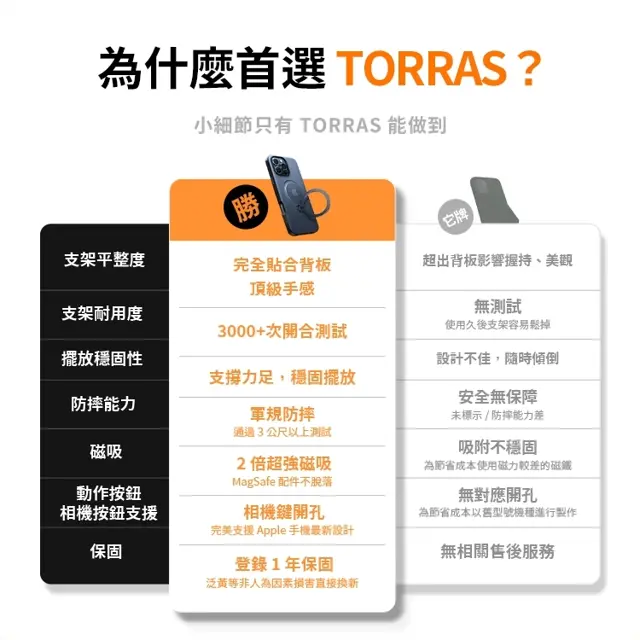 為什麼首選 TORRAS？
小細節只有 TORRAS 能做到
勝
它牌
支架平整度
完全貼合背板
頂級手感
超出背板影響握持、美觀
支架耐用度
3000+次開合測試
無測試
使用久後支架容易鬆掉
擺放穩固性
支撐力足，穩固擺放
設計不佳，隨時傾倒
防摔能力
軍規防摔
通過 3 公尺以上測試
安全無保障
未標示 / 防摔能力差
磁吸
2 倍超強磁吸
MagSafe 配件不脫落
吸附不穩固
為節省成本使用磁力較差的磁鐵
動作按鈕
相機按鈕支援
相機鍵開孔
完美支援 Apple 手機最新設計
無對應開孔
為節省成本以舊型號機種進行製作
保固
登錄 1 年保固
泛黃等非人為因素損害直接換新
無相關售後服務